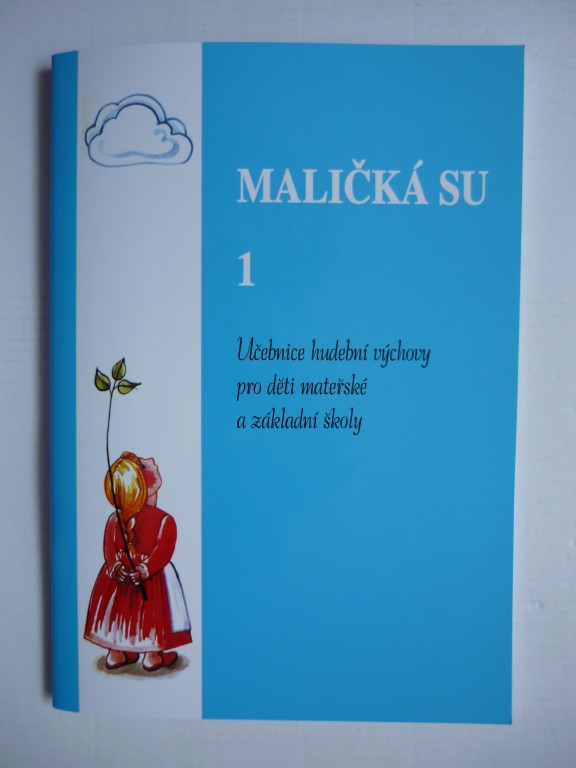 MALIČKÁ SU
1
Učebnice hudební výchovy
pro děti mateřské
a základní školy